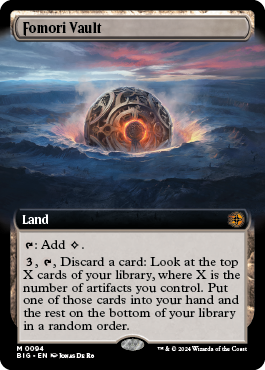 Fomori Vault
Land
: Add .
3, , Discard a card: Look at the top
X cards of your library, where X is the
number of artifacts you control. Put
one of those cards into your hand and
the rest on the bottom of your library
in a random order.
M 0094
BIG • EN Jonas De Ro
™ & © 2024 Wizards of the Coast